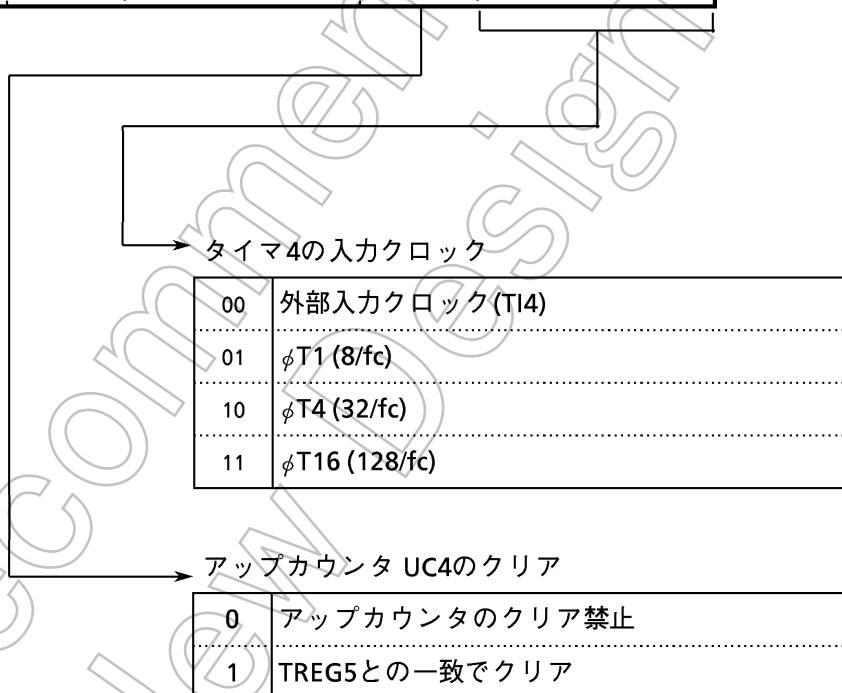 タイマ4の入力クロック
00 外部入力クロック(TI4)
01 φT1 (8/fc)
10 φT4 (32/fc)
11 φT16 (128/fc)
アップカウンタ UC4のクリア
0 アップカウンタのクリア禁止
1 TREG5との一致でクリア
ecommen
New Design